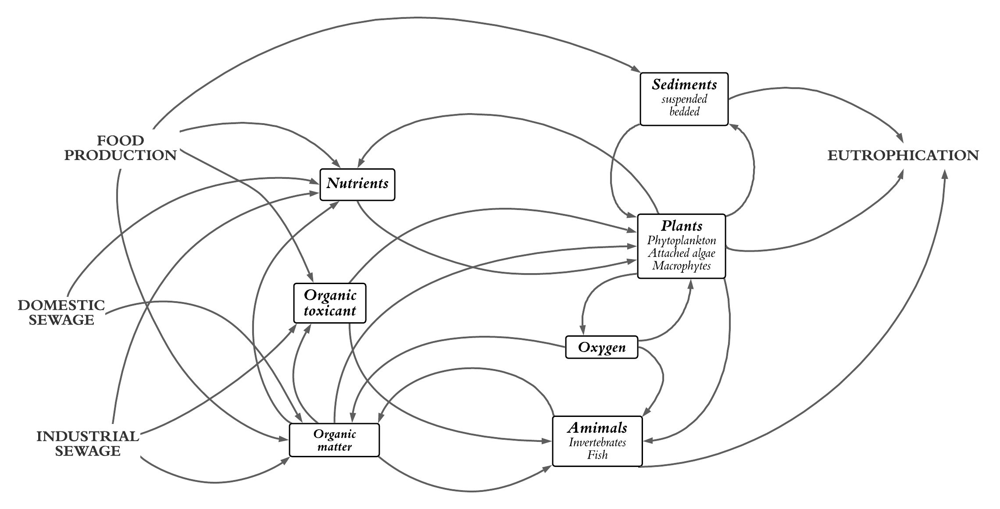 Sediments
suspended
bedded
FOOD
PRODUCTION
EUTROPHICATION
Nutrients
Plants
Phytoplankton
Attached algae
Macrophytes
Organic
toxicant
DOMESTIC
SEWAGE
Oxygen
INDUSTRIAL
SEWAGE
Organic
matter
Amimals
Invertebrates
Fish